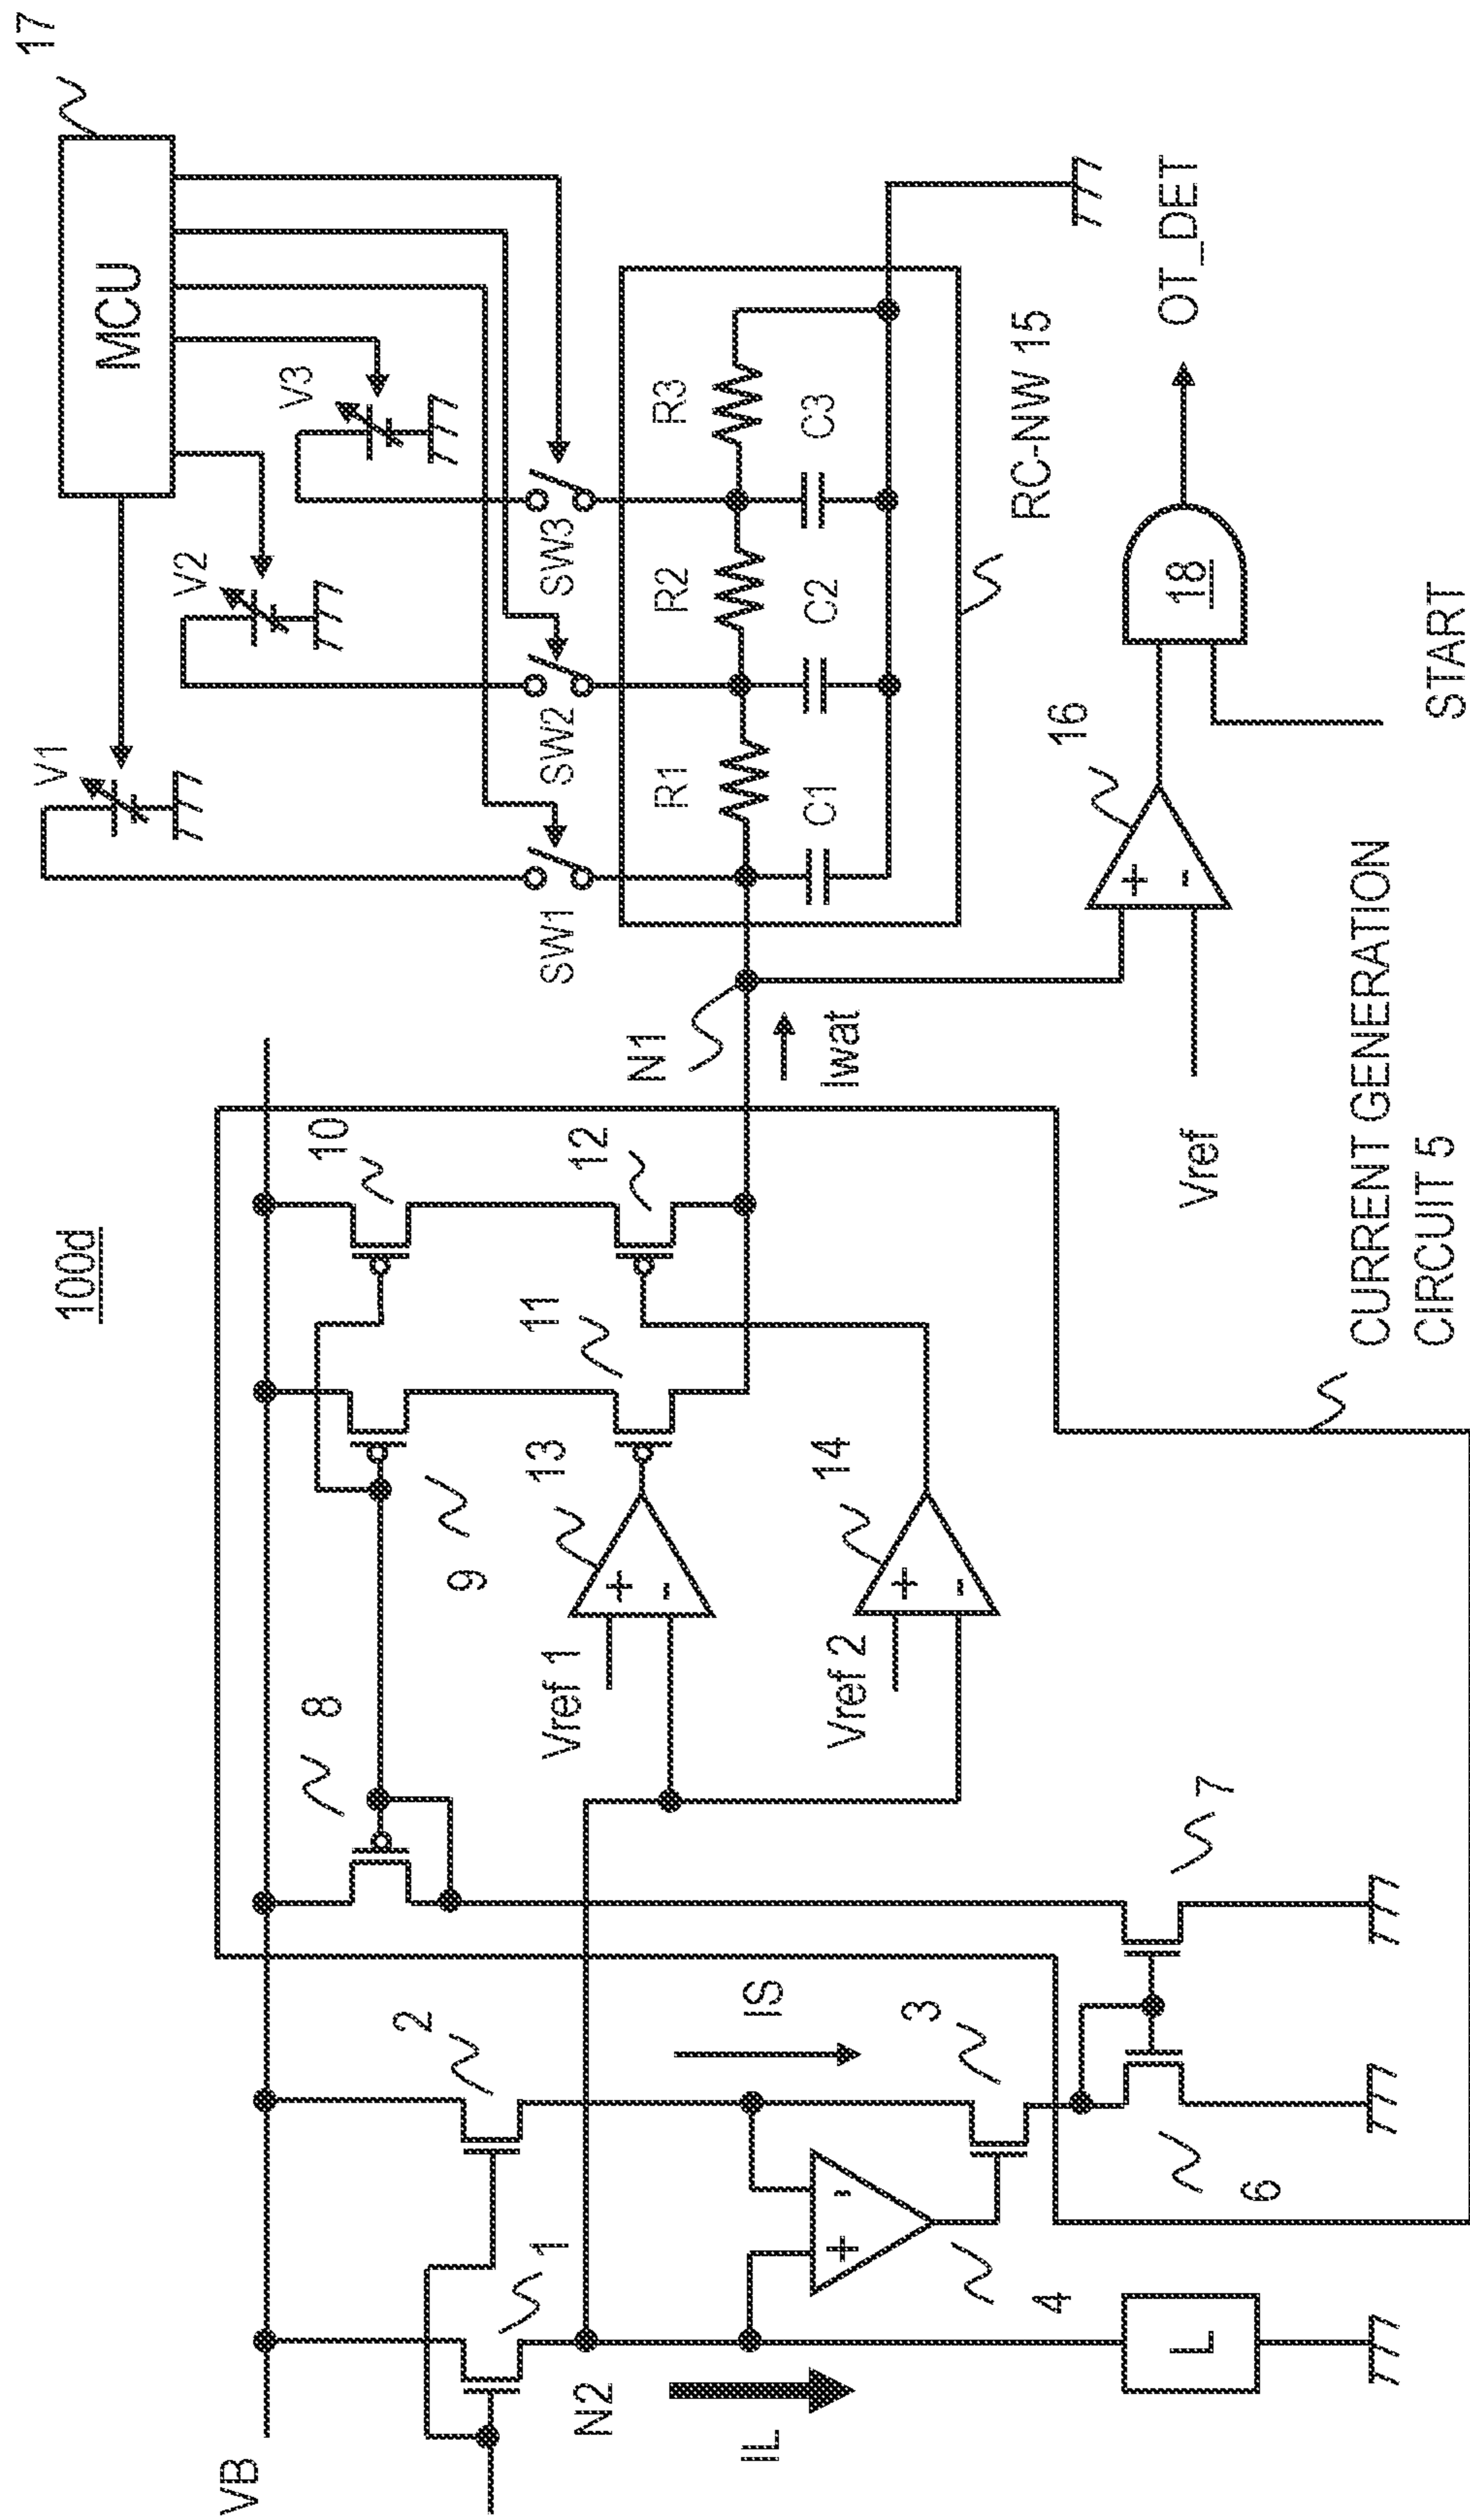 100d
17
MCU
V1
V2
V3
VB
2
8
10
9
1
N2
13
11
12
Vref 1
N1
SW1
SW2
SW3
R1
R2
R3
IL
IS
+
-
+
-
Iwat
C1
C2
C3
14
Vref 2
+
-
3
4
RC-NW 15
16
+
-
L
6
7
Vref
18
OT_DET
START
CURRENT GENERATION
CIRCUIT 5